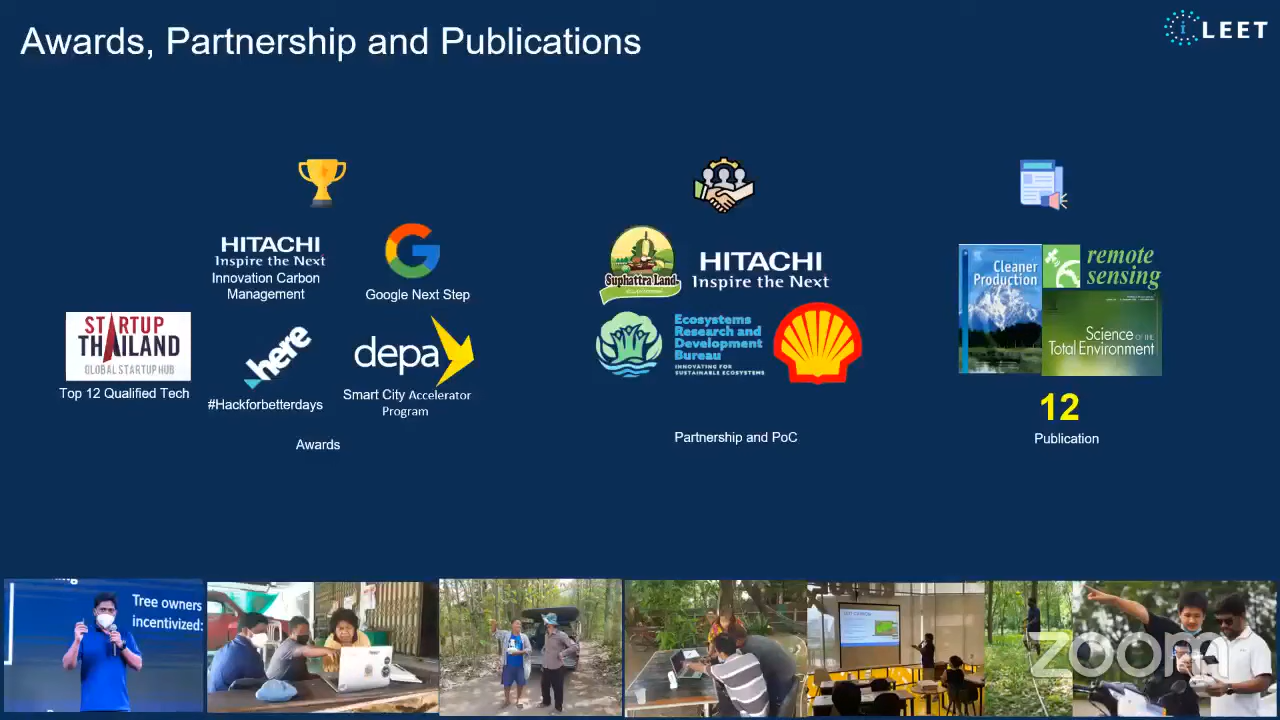 Awards, Partnership and Publications
i LEET
HITACHI
Inspire the Next
Innovation Carbon
Management
Google Next Step
STARTUP
THAILAND
GLOBAL STARTUP HUB
Top 12 Qualified Tech
here
#Hackforbetterdays
depa
Smart City Accelerator
Program
Awards
Suphattra Land
HITACHI
Inspire the Next
Ecosystems
Research and
Development
Bureau
INNOVATING FOR
SUSTAINABLE ECOSYSTEMS
Partnership and PoC
Cleaner
Production
remote
sensing
Science OF THE
Total Environment
12
Publication
Tree owners
incentivized:
zoom